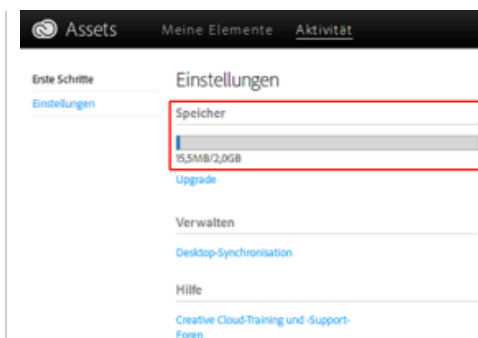 Assets Meine Elemente Aktivität
Erste Schritte
Einstellungen
Einstellungen
Speicher
15,5MB/2,0GB
Upgrade
Verwalten
Desktop-Synchronisation
Hilfe
Creative Cloud-Training und -Support-
Foren